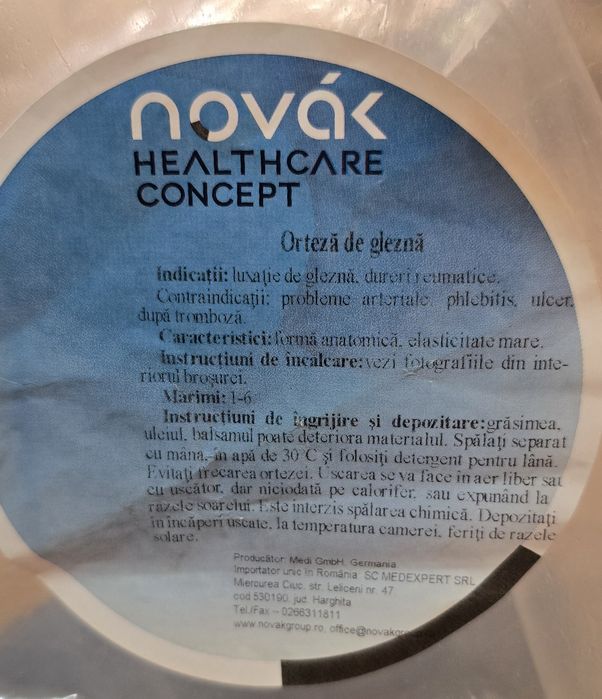 novák
HEALTHCARE
CONCEPT
Orteză de gleznă
Indicații: luxație de gleznă, dureri reumatice.
Contraindicații: probleme arteriale, phlebitis, ulcer
după tromboză.
Caracteristici: formă anatomică, elasticitate mare.
Instrucțiuni de încălcare: vezi fotografiile din inte-
riorul broșurei.
Mărimi: 1-6
Instrucțiuni de îngrijire și depozitare: grăsimea,
uleiul, balsamul poate deteriora materialul. Spălați separat
cu mâna, în apă de 30°C și folosiți detergent pentru lână.
Evitați frecarea ortezei. Uscarea se va face în aer liber sau
cu uscător, dar niciodată pe calorifer, sau expunând la
razele soarelui. Este interzis spălarea chimică. Depozitați
în încăperi uscate, la temperatura camerei, feriți de razele
solare.
Producător: Medi GmbH, Germania
Importator unic în România: SC MEDEXPERT SRL
Miercurea Ciuc, str. Leliceni nr. 47
cod 530190, jud. Harghita
Tel./Fax – 0266311811
www.novakgroup.ro, office@novakgroup.ro